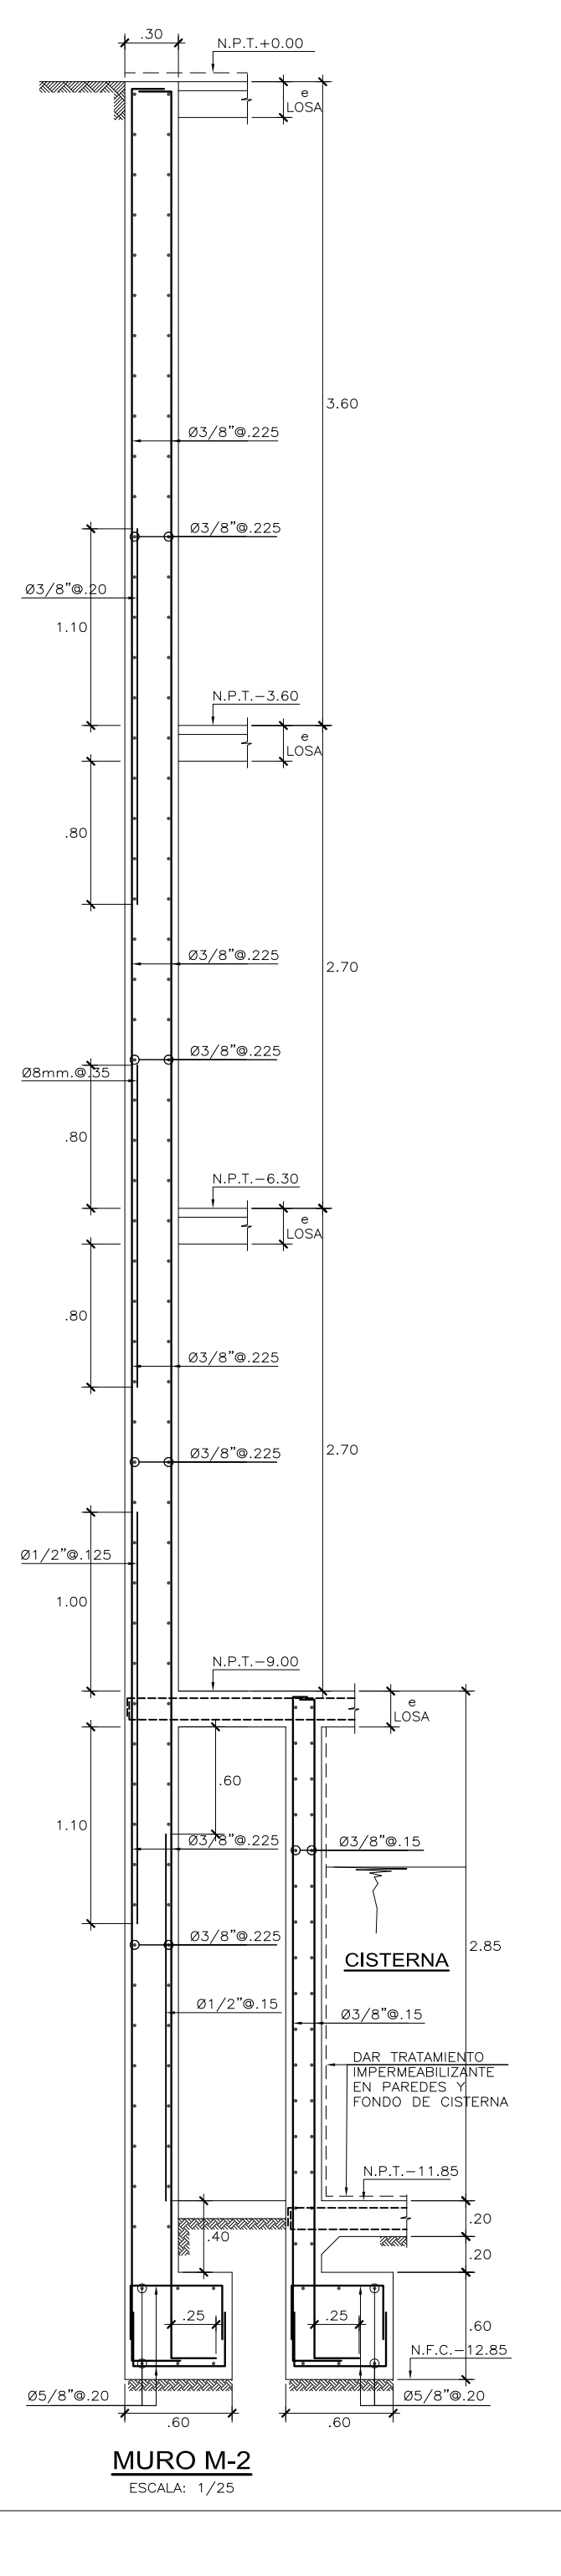 .30
N.P.T.+0.00
e
LOSA
3.60
Ø3/8"@.225
Ø3/8"@.225
Ø3/8"@.20
1.10
N.P.T.-3.60
e
LOSA
.80
Ø3/8"@.225
2.70
Ø3/8"@.225
Ø8mm.@.35
.80
N.P.T.-6.30
e
LOSA
.80
Ø3/8"@.225
2.70
Ø3/8"@.225
Ø1/2"@.125
1.00
N.P.T.-9.00
e
LOSA
.60
1.10
Ø3/8"@.225
Ø3/8"@.15
Ø3/8"@.225
2.85
CISTERNA
Ø1/2"@.15
Ø3/8"@.15
DAR TRATAMIENTO
IMPERMEABILIZANTE
EN PAREDES Y
FONDO DE CISTERNA
N.P.T.-11.85
.20
.40
.20
.25
.25
.60
N.F.C.-12.85
Ø5/8"@.20
Ø5/8"@.20
.60
.60
MURO M-2
ESCALA: 1/25